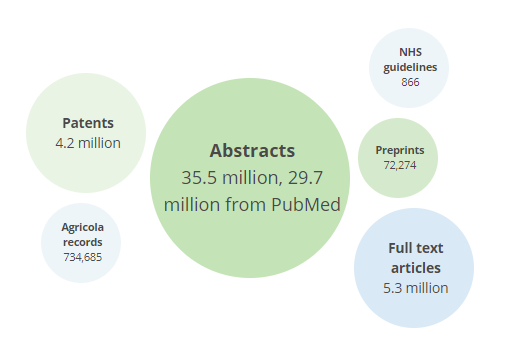 NHS
guidelines
866
Patents
4.2 million
Abstracts
35.5 million, 29.7
million from PubMed
Preprints
72,274
Agricola
records
734,685
Full text
articles
5.3 million